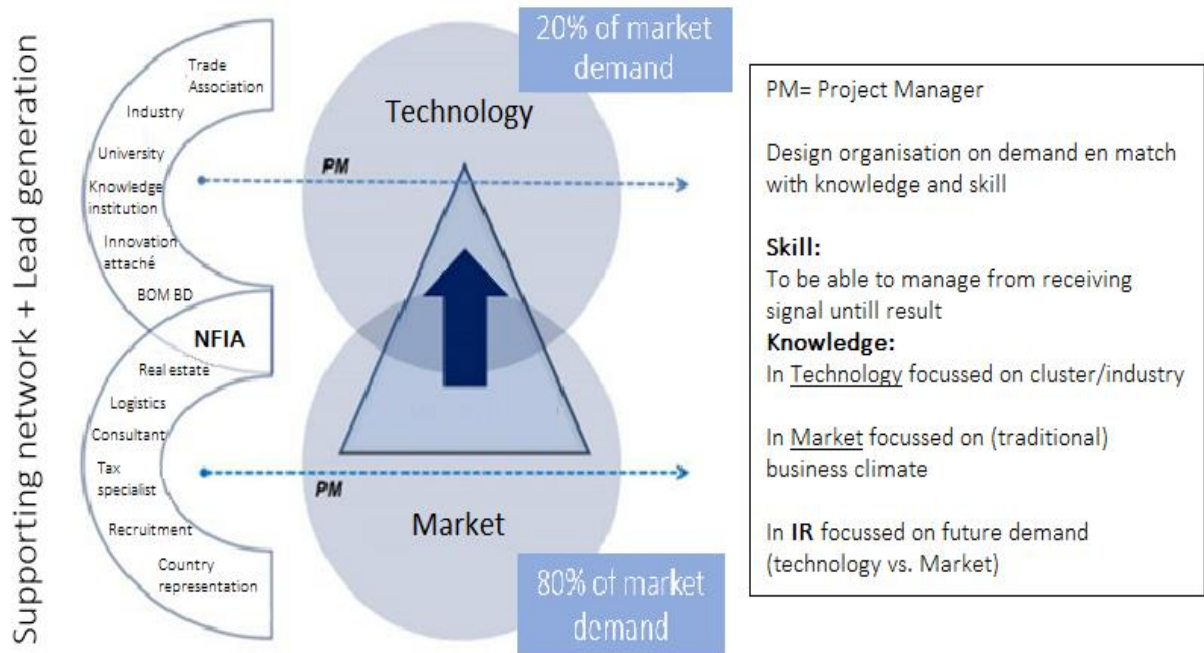 Supporting network + Lead generation
Trade
Association
Industry
University
Knowledge
institution
Innovation
attaché
BOM BD
NFIA
Real estate
Logistics
Consultant
Tax
specialist
Recruitment
Country
representation
20% of market
demand
Technology
PM
PM
Market
80% of market
demand
PM= Project Manager
Design organisation on demand en match
with knowledge and skill
Skill:
To be able to manage from receiving
signal untill result
Knowledge:
In Technology focussed on cluster/industry
In Market focussed on (traditional)
business climate
In IR focussed on future demand
(technology vs. Market)